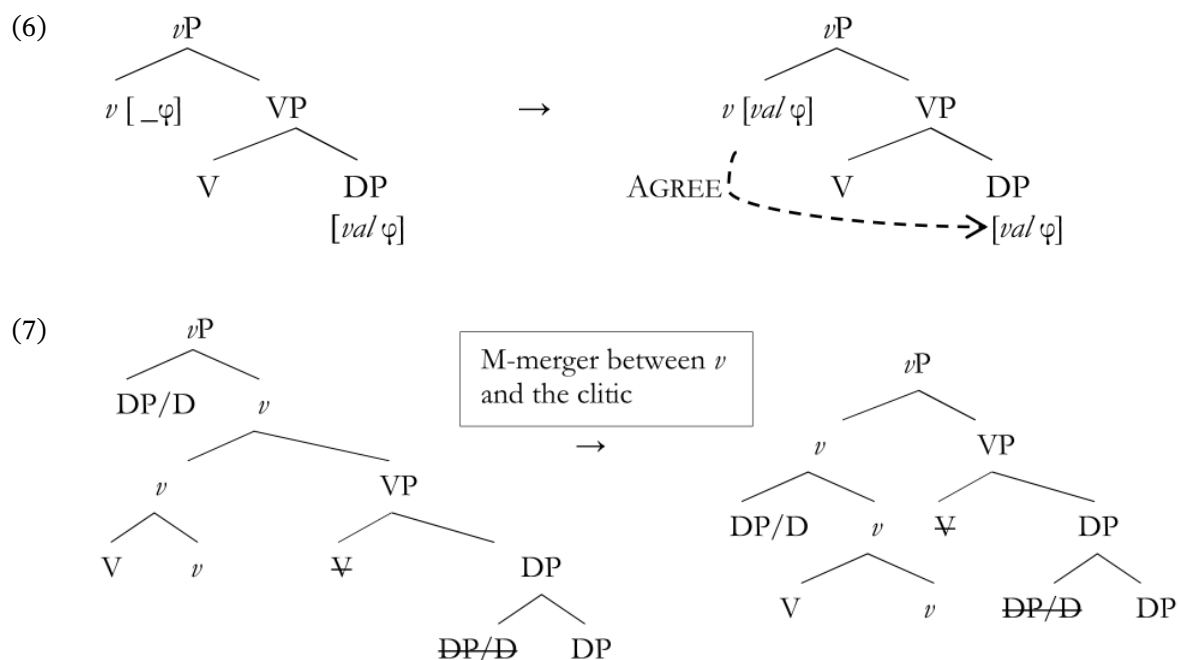 (6) vP vP
v [ _φ] VP → v [val φ] VP
V DP AGREE V DP
[val φ] [val φ]
(7) vP M-merger between v
and the clitic vP
DP/D v → v VP
v VP DP/D v V DP
V v V DP V v DP/D DP
DP/D DP